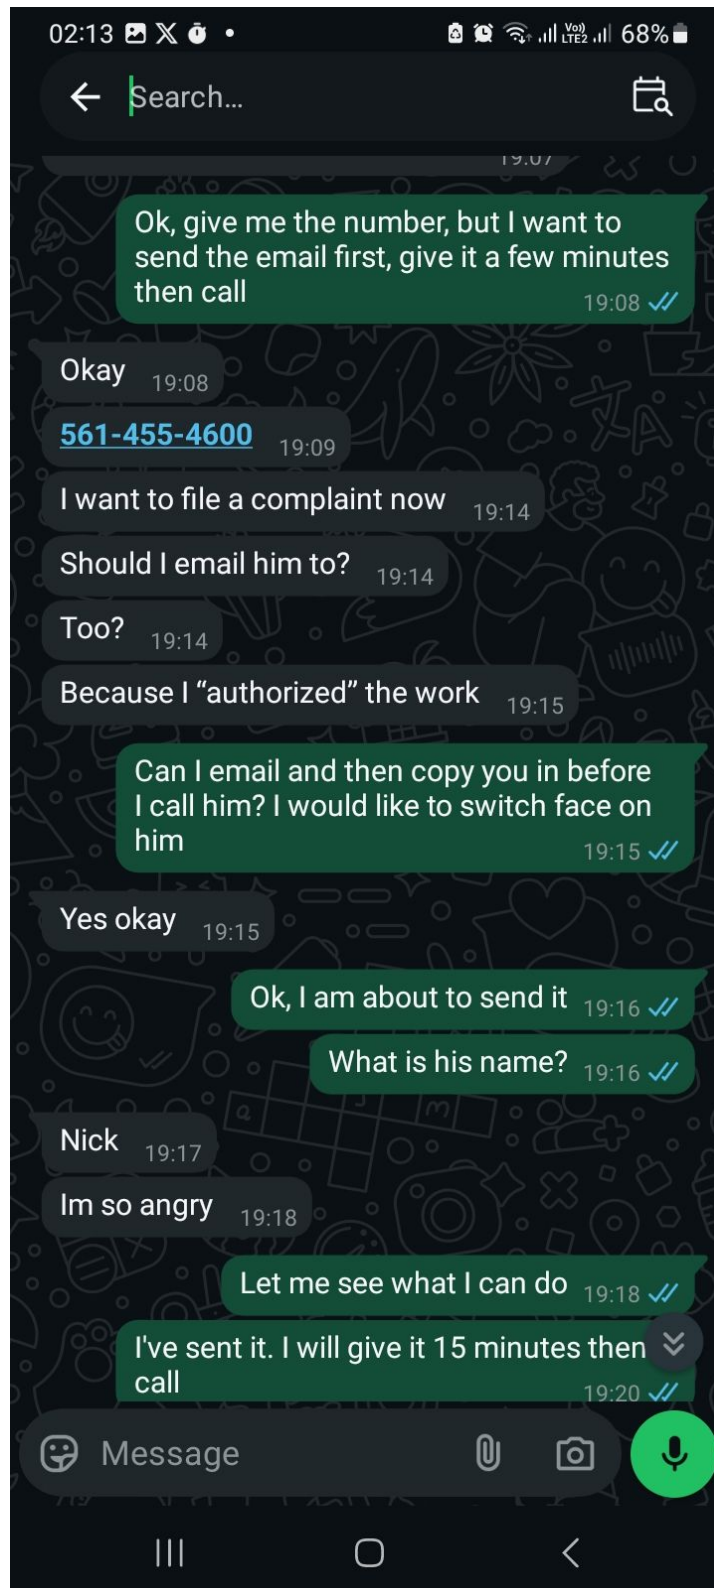 02:13
Vo))
LTE2
68%
Search...
19:07
Ok, give me the number, but I want to
send the email first, give it a few minutes
then call
19:08
Okay 19:08
561-455-4600 19:09
I want to file a complaint now 19:14
Should I email him to? 19:14
Too? 19:14
Because I “authorized” the work 19:15
Can I email and then copy you in before
I call him? I would like to switch face on
him
19:15
Yes okay 19:15
Ok, I am about to send it 19:16
What is his name? 19:16
Nick 19:17
Im so angry 19:18
Let me see what I can do 19:18
I've sent it. I will give it 15 minutes then
call
19:20
Message